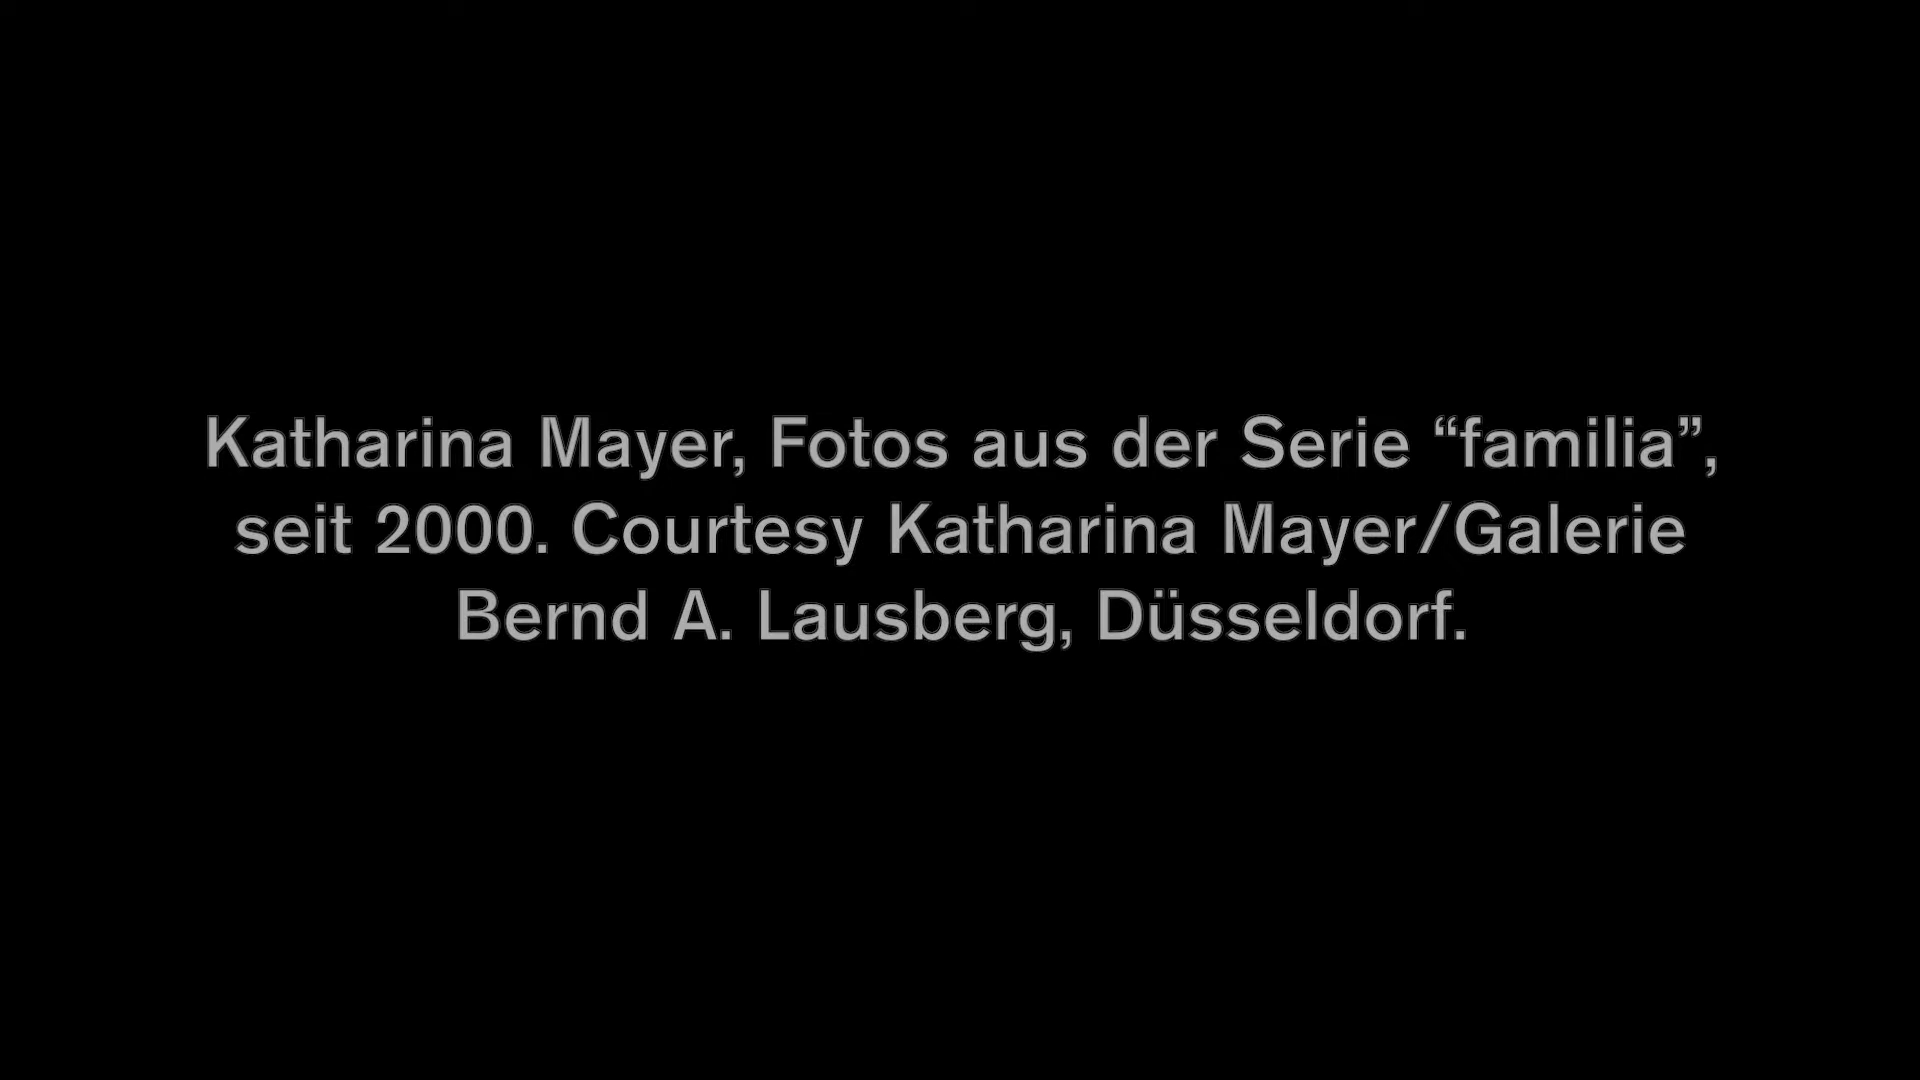 Katharina Mayer, Fotos aus der Serie “familia”,
seit 2000. Courtesy Katharina Mayer/Galerie
Bernd A. Lausberg, Düsseldorf.